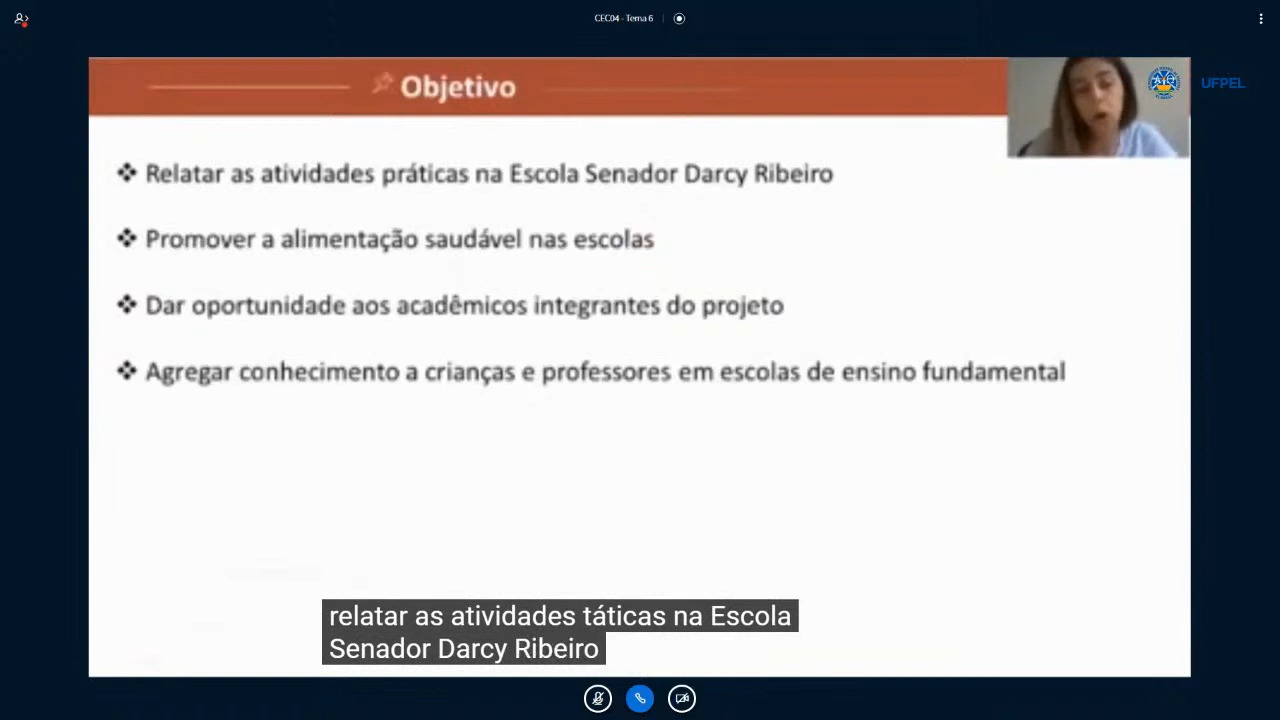 CEC04 - Tema 6
Objetivo
UFPEL
❖ Relatar as atividades práticas na Escola Senador Darcy Ribeiro
❖ Promover a alimentação saudável nas escolas
❖ Dar oportunidade aos acadêmicos integrantes do projeto
❖ Agregar conhecimento a crianças e professores em escolas de ensino fundamental
relatar as atividades táticas na Escola
Senador Darcy Ribeiro